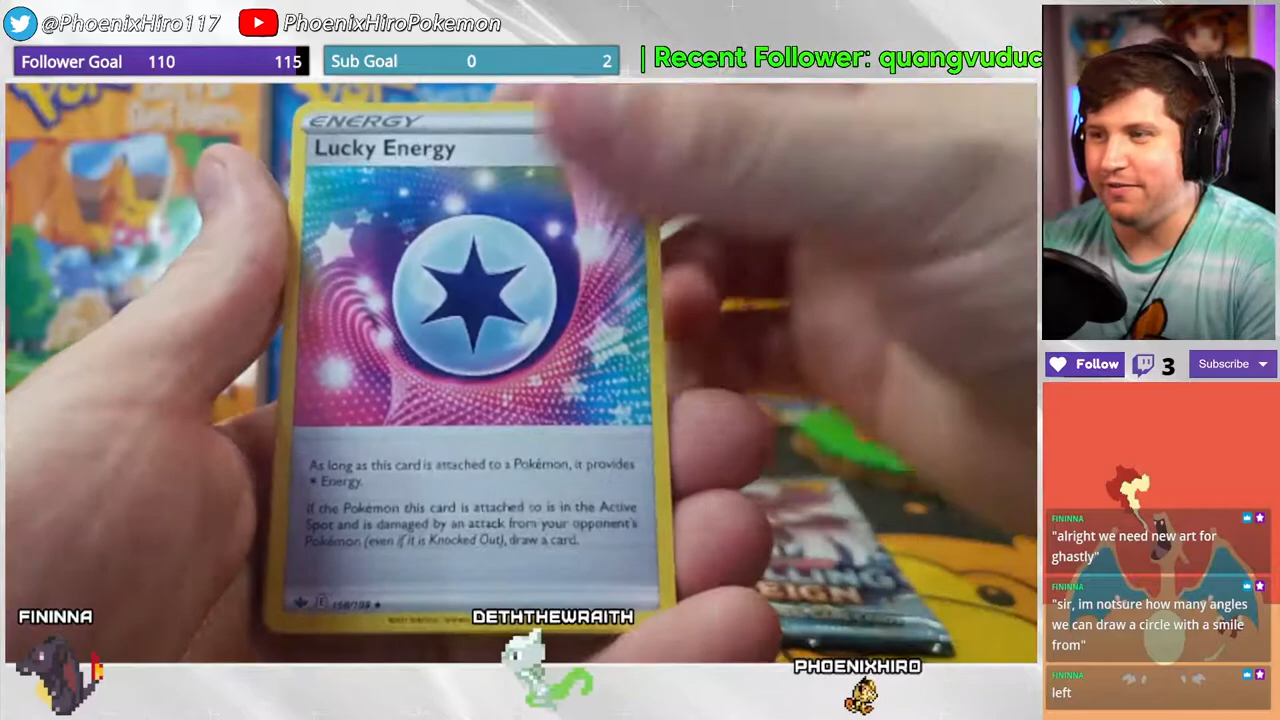 @PhoenixHiro117
PhoenixHiroPokemon
Follower Goal 110 115
Sub Goal 0 2
| Recent Follower: quangvuduc
ENERGY
Lucky Energy
As long as this card is attached to a Pokémon, it provides
* Energy.
If the Pokémon this card is attached to is in the Active
Spot and is damaged by an attack from your opponent's
Pokémon (even if it is Knocked Out), draw a card.
E 158/198
Follow
3
Subscribe
FININNA
"alright we need new art for
ghastly"
FININNA
"sir, im notsure how many angles
we can draw a circle with a smile
from"
FININNA
left
EIGN
FININNA
DETHTHEWRAITH
PHOENIXHIRO